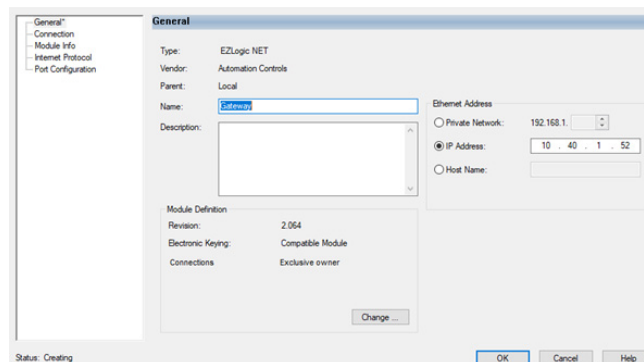 General*
Connection
Module Info
Internet Protocol
Port Configuration
General
Type: EZLogic NET
Vendor: Automation Controls
Parent: Local
Name: Gateway
Description:
Ethernet Address
Private Network: 192.168.1.
IP Address: 10 . 40 . 1 . 52
Host Name:
Module Definition
Revision: 2.064
Electronic Keying: Compatible Module
Connections Exclusive owner
Change ...
Status: Creating
OK Cancel Help